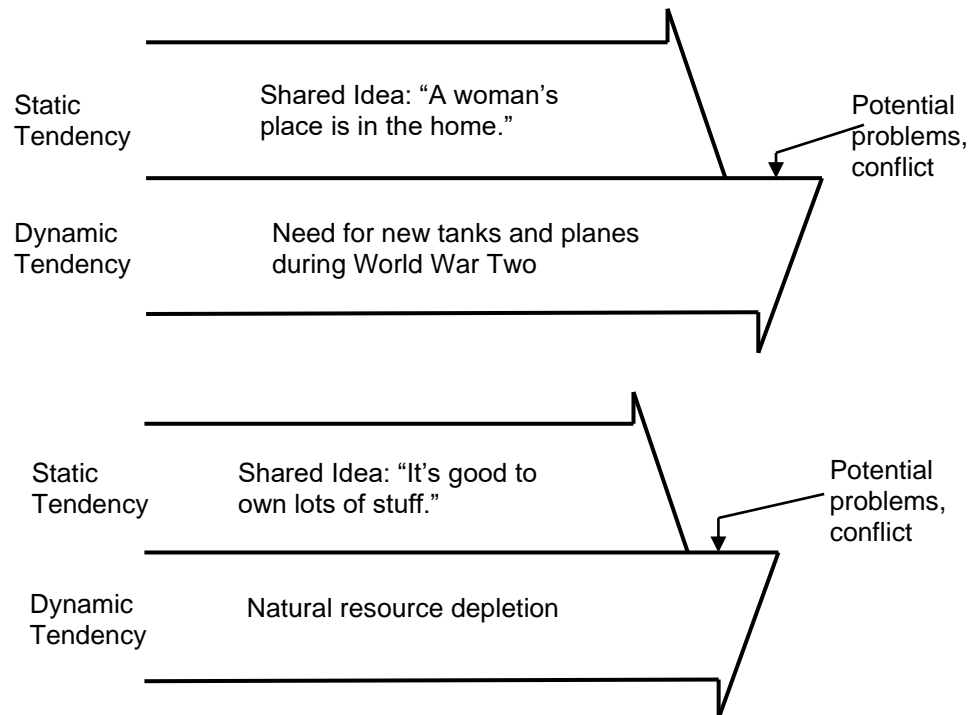 Static
Tendency
Shared Idea: “A woman’s
place is in the home.”
Potential
problems,
conflict
Dynamic
Tendency
Need for new tanks and planes
during World War Two
Static
Tendency
Shared Idea: “It’s good to
own lots of stuff.”
Potential
problems,
conflict
Dynamic
Tendency
Natural resource depletion